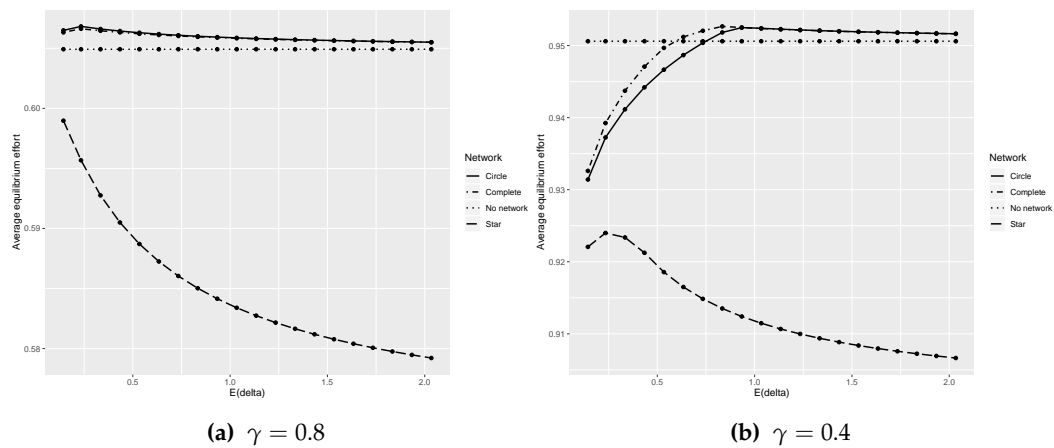 0.60
0.59
0.58
Average equilibrium effort
0.5
1.0
1.5
2.0
E(delta)
Network
Circle
Complete
No network
Star
(a) γ = 0.8
0.95
0.94
0.93
0.92
0.91
Average equilibrium effort
0.5
1.0
1.5
2.0
E(delta)
Network
Circle
Complete
No network
Star
(b) γ = 0.4